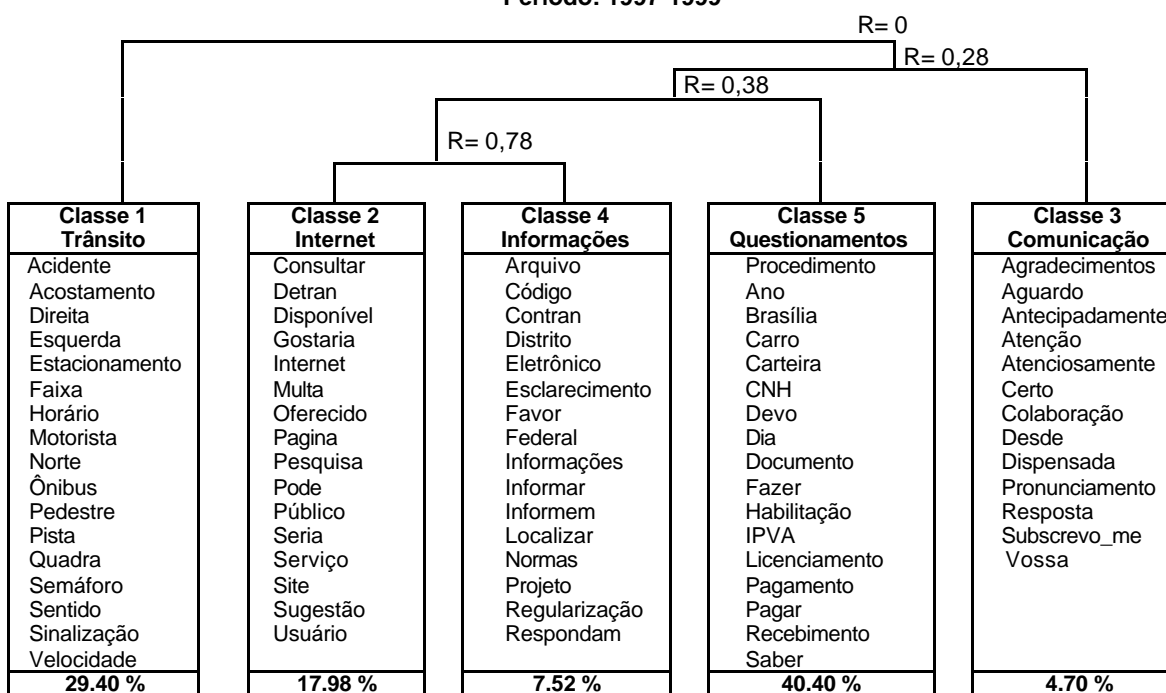 Período: 1997-1999
R= 0
R= 0,28
R= 0,38
R= 0,78
Classe 1
Trânsito
Acidente
Acostamento
Direita
Esquerda
Estacionamento
Faixa
Horário
Motorista
Norte
Ônibus
Pedestre
Pista
Quadra
Semáforo
Sentido
Sinalização
Velocidade
29.40 %
Classe 2
Internet
Consultar
Detran
Disponível
Gostaria
Internet
Multa
Oferecido
Pagina
Pesquisa
Pode
Público
Seria
Serviço
Site
Sugestão
Usuário
17.98 %
Classe 4
Informações
Arquivo
Código
Contran
Distrito
Eletrônico
Esclarecimento
Favor
Federal
Informações
Informar
Informem
Localizar
Normas
Projeto
Regularização
Respondam
7.52 %
Classe 5
Questionamentos
Procedimento
Ano
Brasília
Carro
Carteira
CNH
Devo
Dia
Documento
Fazer
Habilitação
IPVA
Licenciamento
Pagamento
Pagar
Recebimento
Saber
40.40 %
Classe 3
Comunicação
Agradecimentos
Aguardo
Antecipadamente
Atenção
Atenciosamente
Certo
Colaboração
Desde
Dispensada
Pronunciamento
Resposta
Subscrevo_me
Vossa
4.70 %